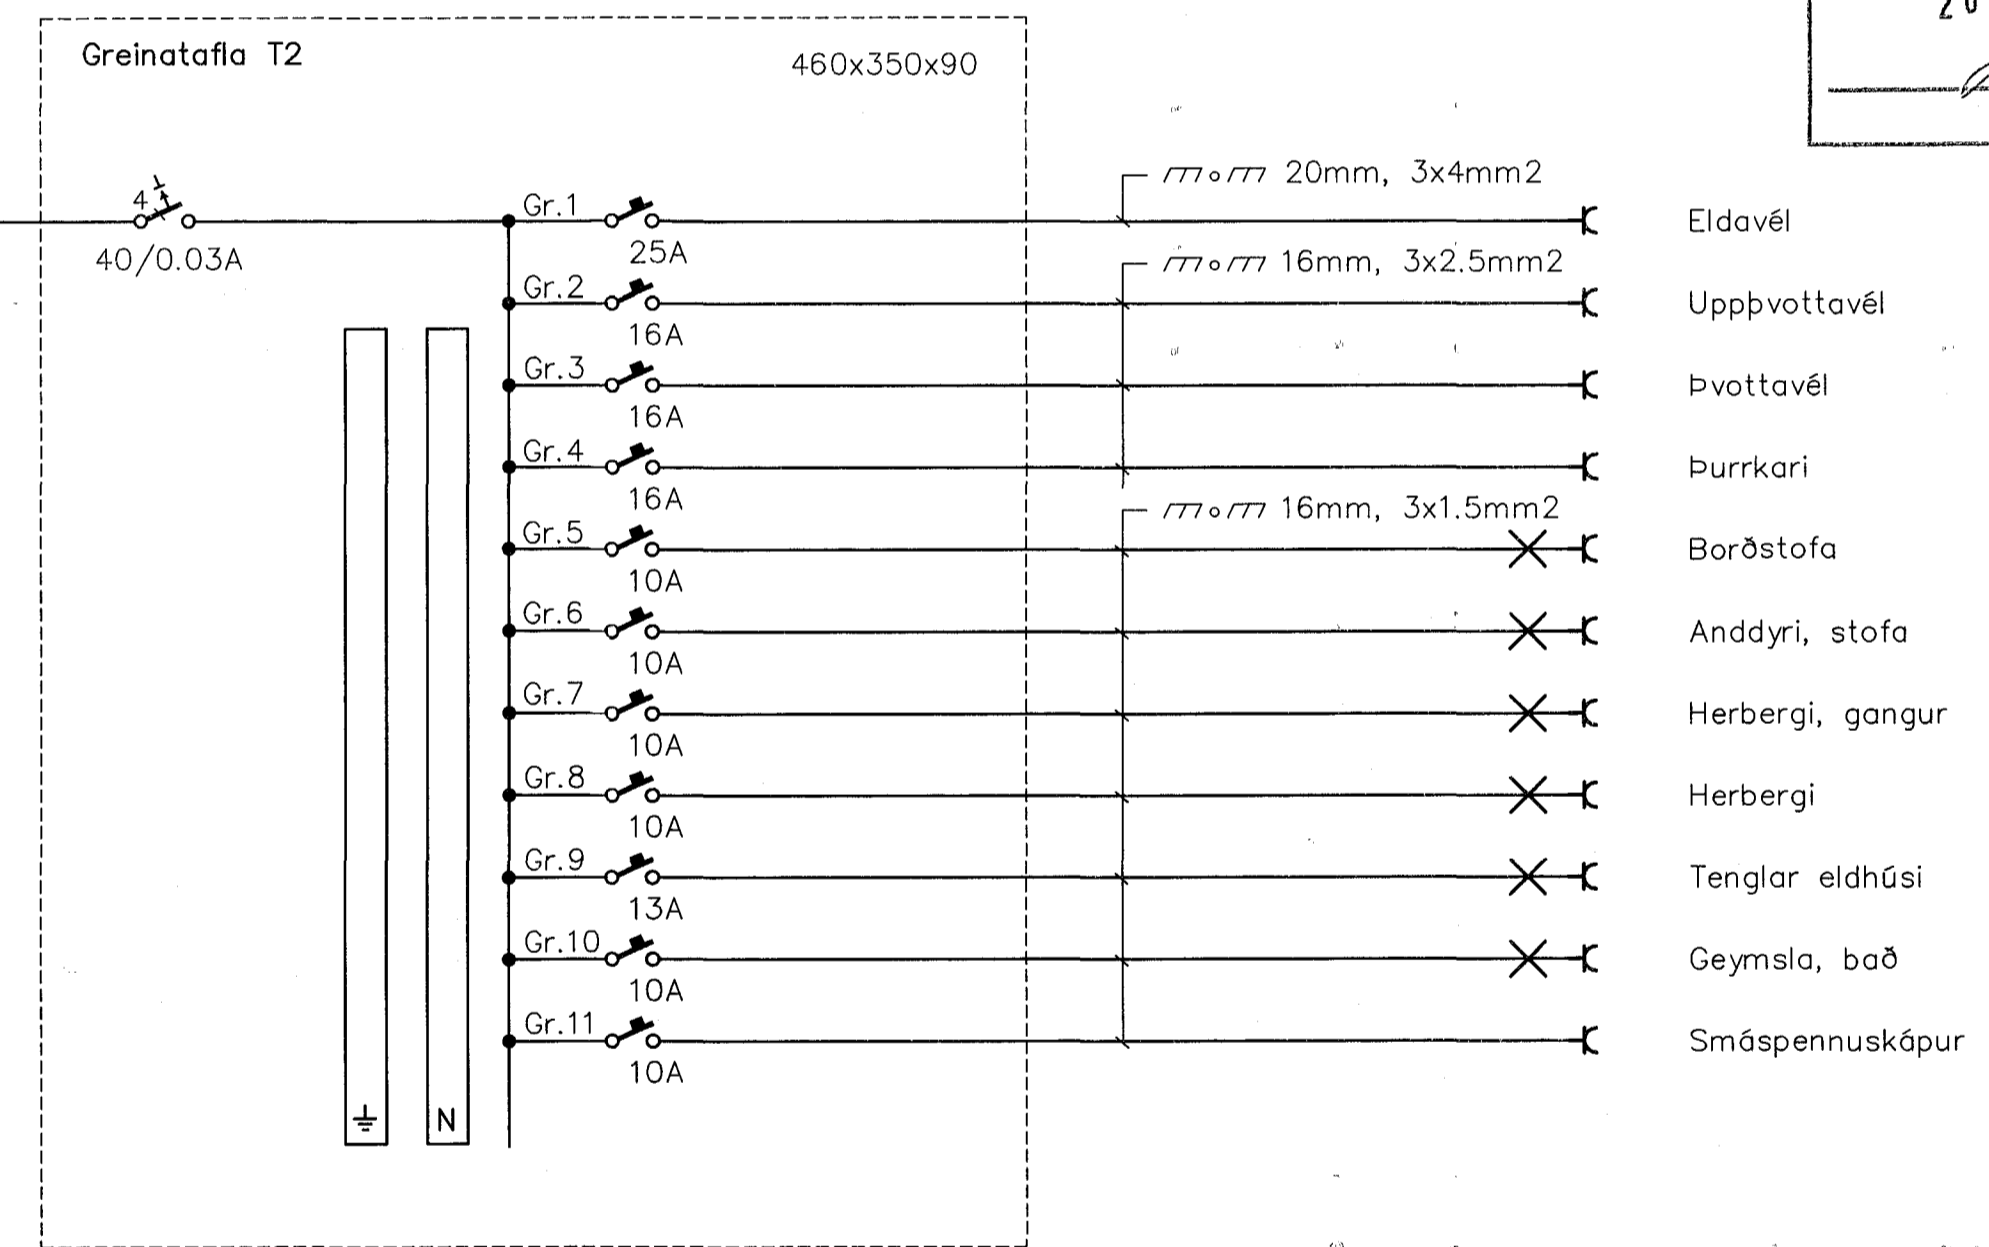 Greinatafla T2
460x350x90
4
40/0.03A
Gr.1
25A
20mm, 3x4mm2
Eldavél
Gr.2
16A
16mm, 3x2.5mm2
Uppþvottavél
Gr.3
16A
Þvottavél
Gr.4
16A
Þurrkari
Gr.5
10A
16mm, 3x1.5mm2
Borðstofa
Gr.6
10A
Anddyri, stofa
Gr.7
10A
Herbergi, gangur
Gr.8
10A
Herbergi
Gr.9
13A
Tenglar eldhúsi
Gr.10
10A
Geymsla, bað
Gr.11
10A
Smáspennuskápur
N